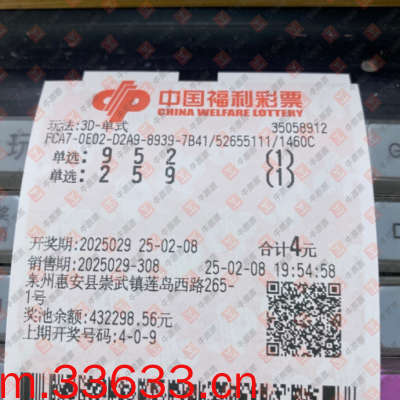 中国福利彩票
CHINA WELFARE LOTTERY
玩法:3D-单式 35058912
FCA7-0E02-D2A9-8939-7B41/52655111/1460C
单选: 9 5 2 (1)
单选: 2 5 9 (1)
开奖期:2025029 25-02-08 合计4元
销售期:2025029-308 25-02-08 19:54:58
泉州惠安县崇武镇莲岛西路265-
1号
奖池余额:432298.56元
上期开奖号码:4-0-9
m.33633.cn